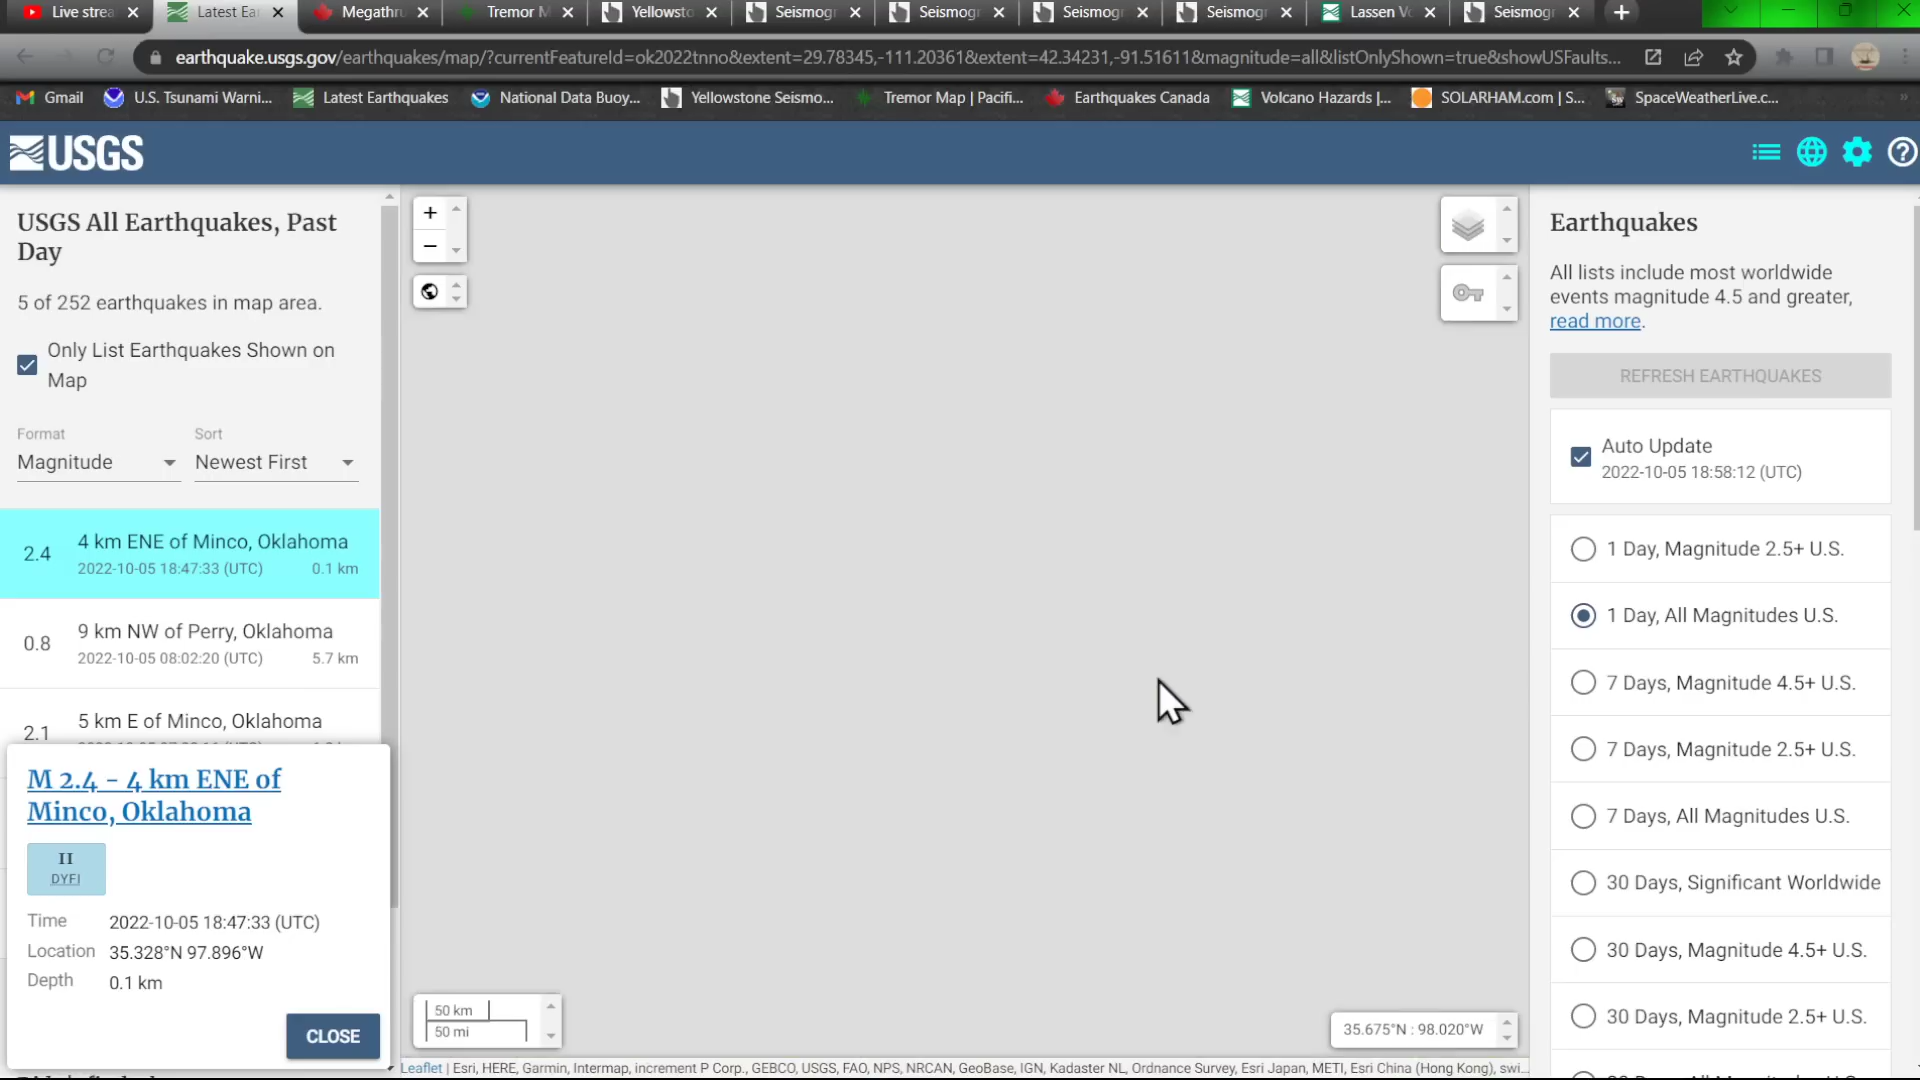 Live strea
Latest Ear
Megathru
Tremor M
Yellowsto
Seismogr
Seismogr
Seismogr
Seismogr
Lassen Vo
Seismogr
earthquake.usgs.gov/earthquakes/map/?currentFeatureId=ok2022tnno&extent=29.78345,-111.20361&extent=42.34231,-91.51611&magnitude=all&listOnlyShown=true&showUSFaults...
Gmail
U.S. Tsunami Warni...
Latest Earthquakes
National Data Buoy...
Yellowstone Seismo...
Tremor Map | Pacifi...
Earthquakes Canada
Volcano Hazards |...
SOLARHAM.com | S...
SpaceWeatherLive.c...
USGS
USGS All Earthquakes, Past
Day
5 of 252 earthquakes in map area.
Only List Earthquakes Shown on
Map
Format
Sort
Magnitude
Newest First
2.4
4 km ENE of Minco, Oklahoma
2022-10-05 18:47:33 (UTC)
0.1 km
0.8
9 km NW of Perry, Oklahoma
2022-10-05 08:02:20 (UTC)
5.7 km
2.1
5 km E of Minco, Oklahoma
M 2.4 - 4 km ENE of
Minco, Oklahoma
II
DYFI
Time
2022-10-05 18:47:33 (UTC)
Location
35.328°N 97.896°W
Depth
0.1 km
CLOSE
+
−
50 km
50 mi
35.675°N : 98.020°W
Leaflet | Esri, HERE, Garmin, Intermap, increment P Corp., GEBCO, USGS, FAO, NPS, NRCAN, GeoBase, IGN, Kadaster NL, Ordnance Survey, Esri Japan, METI, Esri China (Hong Kong), swi...
Earthquakes
All lists include most worldwide
events magnitude 4.5 and greater,
read more.
REFRESH EARTHQUAKES
Auto Update
2022-10-05 18:58:12 (UTC)
1 Day, Magnitude 2.5+ U.S.
1 Day, All Magnitudes U.S.
7 Days, Magnitude 4.5+ U.S.
7 Days, Magnitude 2.5+ U.S.
7 Days, All Magnitudes U.S.
30 Days, Significant Worldwide
30 Days, Magnitude 4.5+ U.S.
30 Days, Magnitude 2.5+ U.S.